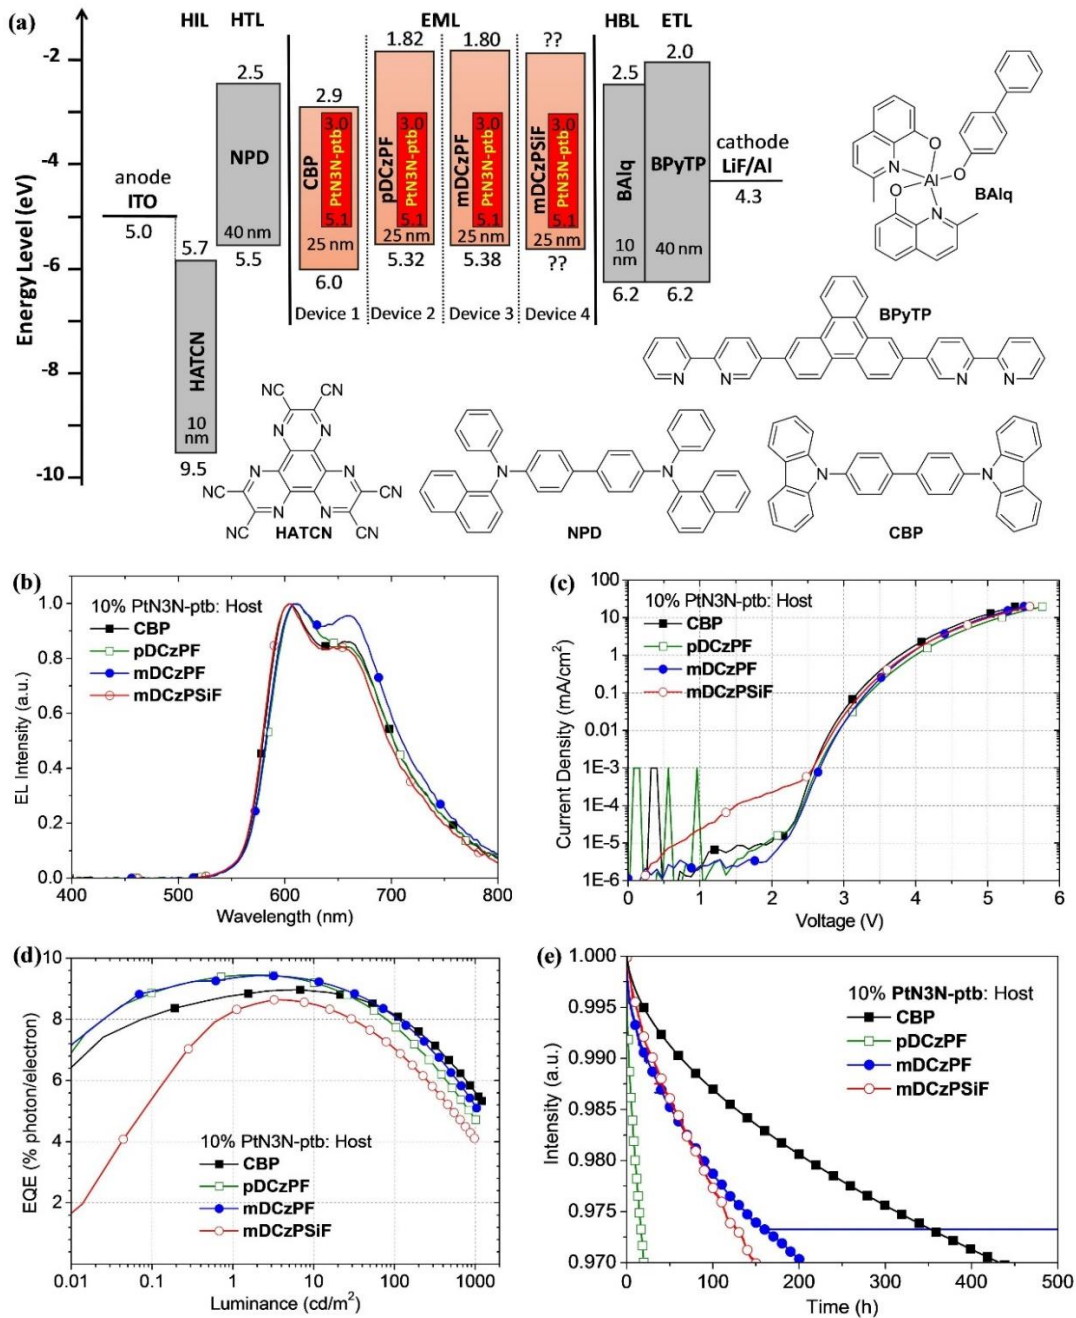 (a)
HIL HTL EML HBL ETL
Energy Level (eV)
-2
-4
-6
-8
-10
anode
ITO
5.0
5.7
HATCN
10
nm
9.5
2.5
NPD
40 nm
5.5
2.9
CBP
3.0
PtN3N-ptb
5.1
25 nm
6.0
Device 1
1.82
pDCzPF
3.0
PtN3N-ptb
5.1
25 nm
5.32
Device 2
1.80
mDCzPF
3.0
PtN3N-ptb
5.1
25 nm
5.38
Device 3
??
mDCzPSiF
3.0
PtN3N-ptb
5.1
25 nm
??
Device 4
2.5
BAlq
10
nm
6.2
2.0
BPyTP
40 nm
6.2
cathode
LiF/Al
4.3
O
N
Al
O
O
N
BAlq
BPyTP
N N N N
NC CN
N N
N N
NC CN
N N
NC CN
HATCN
N N
NPD
N N
CBP
(b)
10% PtN3N-ptb: Host
CBP
pDCzPF
mDCzPF
mDCzPSiF
EL Intensity (a.u.)
1.0
0.8
0.6
0.4
0.2
0.0
400 500 600 700 800
Wavelength (nm)
(c)
10% PtN3N-ptb: Host
CBP
pDCzPF
mDCzPF
mDCzPSiF
Current Density (mA/cm²)
100
10
1
0.1
0.01
1E-3
1E-4
1E-5
1E-6
0 1 2 3 4 5 6
Voltage (V)
(d)
EQE (% photon/electron)
10
8
6
4
2
10% PtN3N-ptb: Host
CBP
pDCzPF
mDCzPF
mDCzPSiF
0.01 0.1 1 10 100 1000
Luminance (cd/m²)
(e)
10% PtN3N-ptb: Host
CBP
pDCzPF
mDCzPF
mDCzPSiF
Intensity (a.u.)
1.000
0.995
0.990
0.985
0.980
0.975
0.970
0 100 200 300 400 500
Time (h)